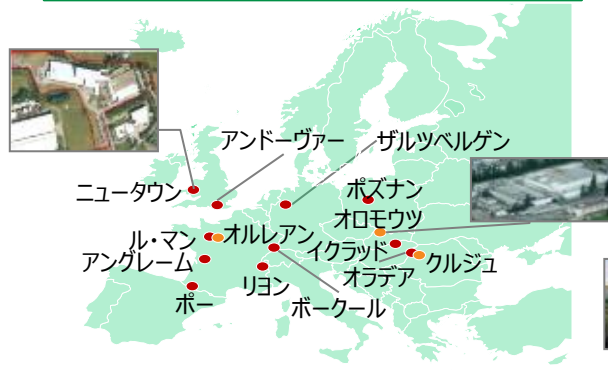 アンドーヴァー
ザルツベルゲン
ニュータウン
ポズナン
オロモウツ
ル・マン
オルレアン
イクラッド
クルジュ
アングレーム
オラデア
リヨン
ポー
ボークール